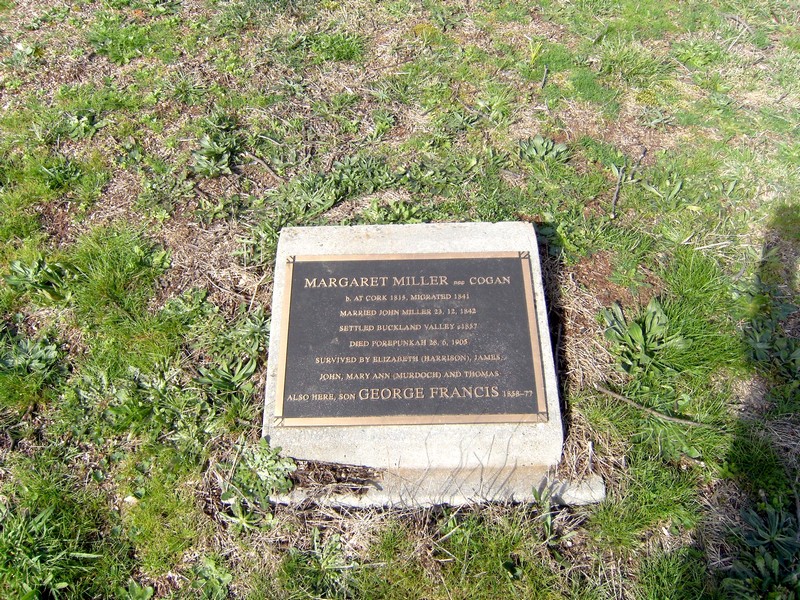 MARGARET MILLER nee COGAN
b. AT CORK 1815, MIGRATED 1841
MARRIED JOHN MILLER 23. 12. 1842
SETTLED BUCKLAND VALLEY c1857
DIED POREPUNKAH 26. 6. 1905
SURVIVED BY ELIZABETH (HARRISON), JAMES,
JOHN, MARY ANN (MURDOCH) AND THOMAS
ALSO HERE, SON GEORGE FRANCIS 1858-77